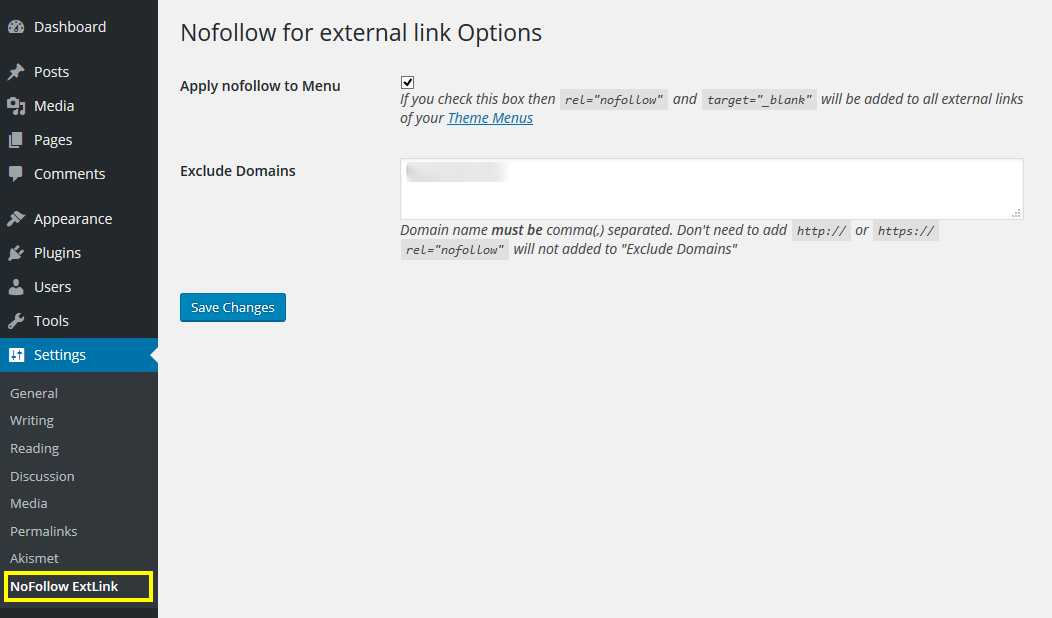 Dashboard
Posts
Media
Pages
Comments
Appearance
Plugins
Users
Tools
Settings
General
Writing
Reading
Discussion
Media
Permalinks
Akismet
NoFollow ExtLink
Nofollow for external link Options
Apply nofollow to Menu
If you check this box then rel="nofollow" and target="_blank" will be added to all external links
of your Theme Menus
Exclude Domains
Domain name must be comma(,) separated. Don't need to add http:// or https://
rel="nofollow" will not added to "Exclude Domains"
Save Changes